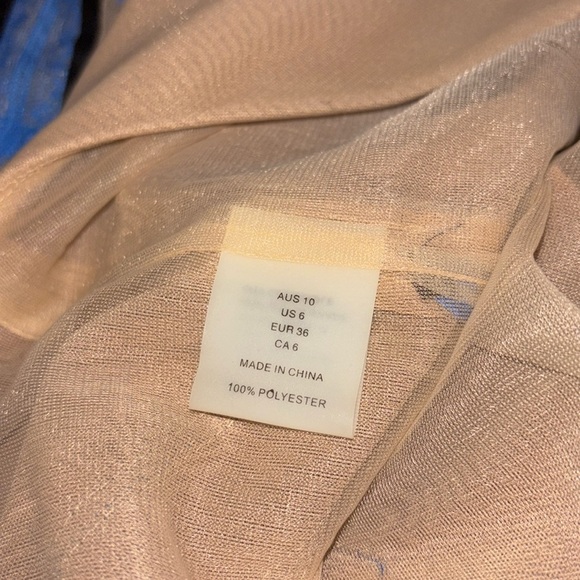 AUS 10
US 6
EUR 36
CA 6
MADE IN CHINA
100% POLYESTER